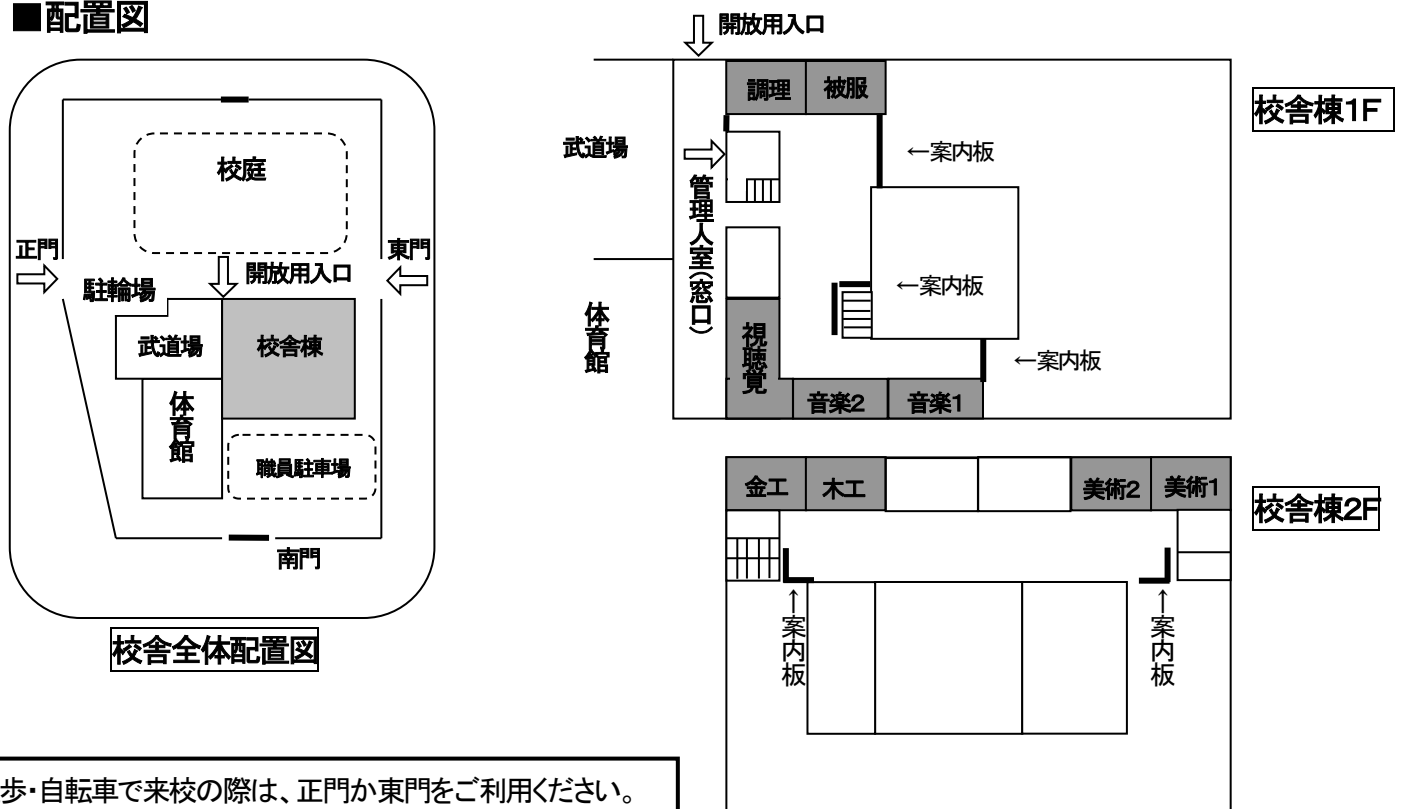 ■配置図
校庭
正門
東門
開放用入口
駐輪場
武道場
校舎棟
体育館
職員駐車場
南門
校舎全体配置図
開放用入口
調理
被服
校舎棟1F
武道場
←案内板
管理人室(窓口)
←案内板
体育館
視聴覚
←案内板
音楽2
音楽1
金工
木工
美術2
美術1
校舎棟2F
↑案内板
↑案内板
歩・自転車で来校の際は、正門か東門をご利用ください。